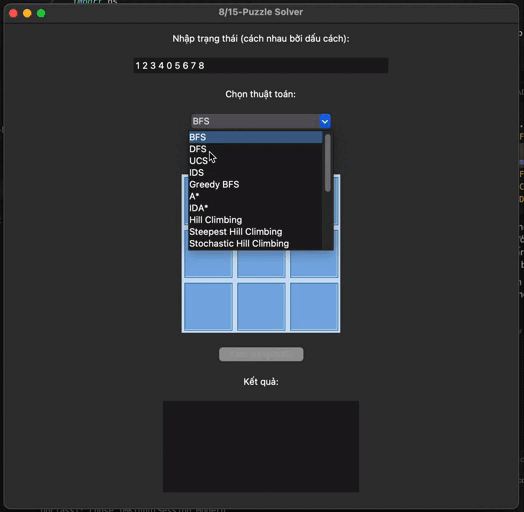 8/15-Puzzle Solver
Nhập trạng thái (cách nhau bởi dấu cách):
1 2 3 4 0 5 6 7 8
Chọn thuật toán:
BFS
BFS
DFS
UCS
IDS
Greedy BFS
A*
IDA*
Hill Climbing
Steepest Hill Climbing
Stochastic Hill Climbing
Kết quả: